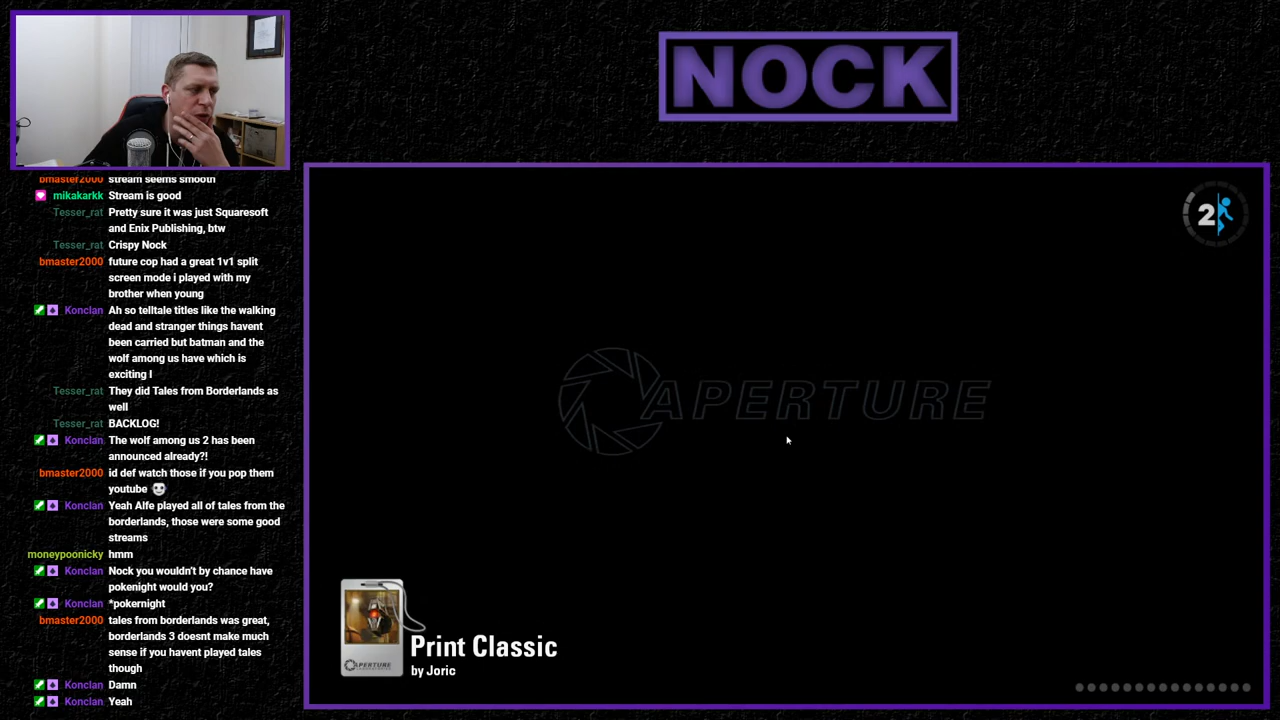 NOCK
bmaster2000 stream seems smooth
mikakarkk Stream is good
Tesser_rat Pretty sure it was just Squaresoft
and Enix Publishing, btw
Tesser_rat Crispy Nock
bmaster2000 future cop had a great 1v1 split
screen mode i played with my
brother when young
Konclan Ah so telltale titles like the walking
dead and stranger things havent
been carried but batman and the
wolf among us have which is
exciting I
Tesser_rat They did Tales from Borderlands as
well
Tesser_rat BACKLOG!
Konclan The wolf among us 2 has been
announced already?!
bmaster2000 id def watch those if you pop them
youtube
Konclan Yeah Alfe played all of tales from the
borderlands, those were some good
streams
moneypoonicky hmm
Konclan Nock you wouldn't by chance have
pokenight would you?
Konclan *pokernight
bmaster2000 tales from borderlands was great,
borderlands 3 doesnt make much
sense if you havent played tales
though
Konclan Damn
Konclan Yeah
2
APERTURE
Print Classic
by Joric
APERTURE